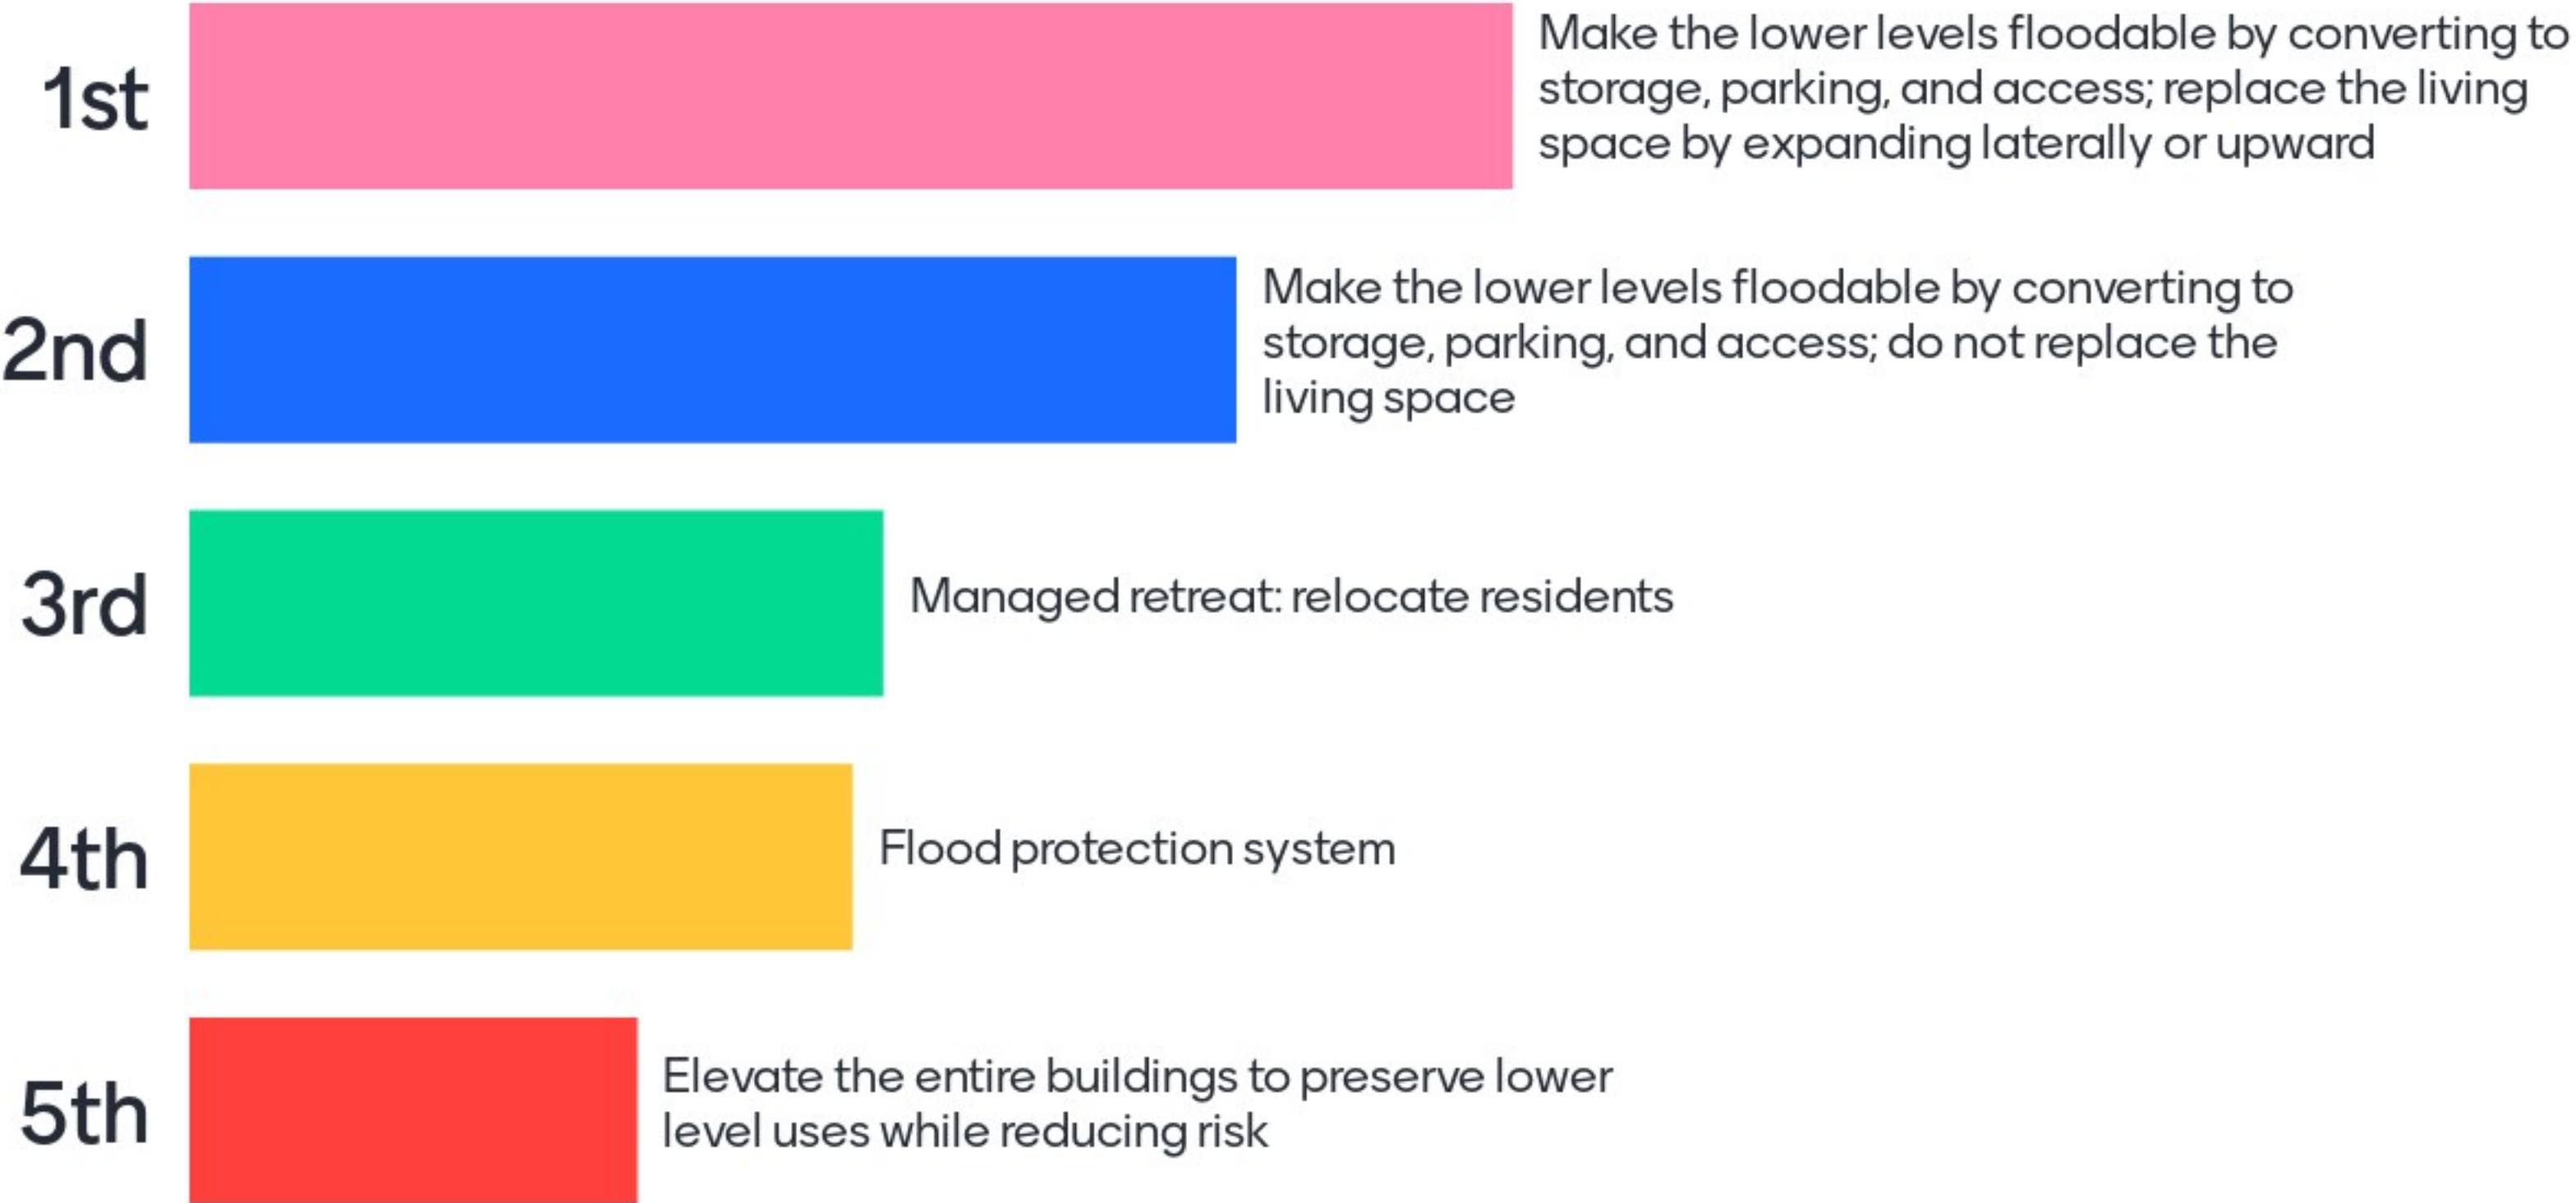 1st
Make the lower levels floodable by converting to
storage, parking, and access; replace the living
space by expanding laterally or upward
2nd
Make the lower levels floodable by converting to
storage, parking, and access; do not replace the
living space
3rd
Managed retreat: relocate residents
4th
Flood protection system
5th
Elevate the entire buildings to preserve lower
level uses while reducing risk